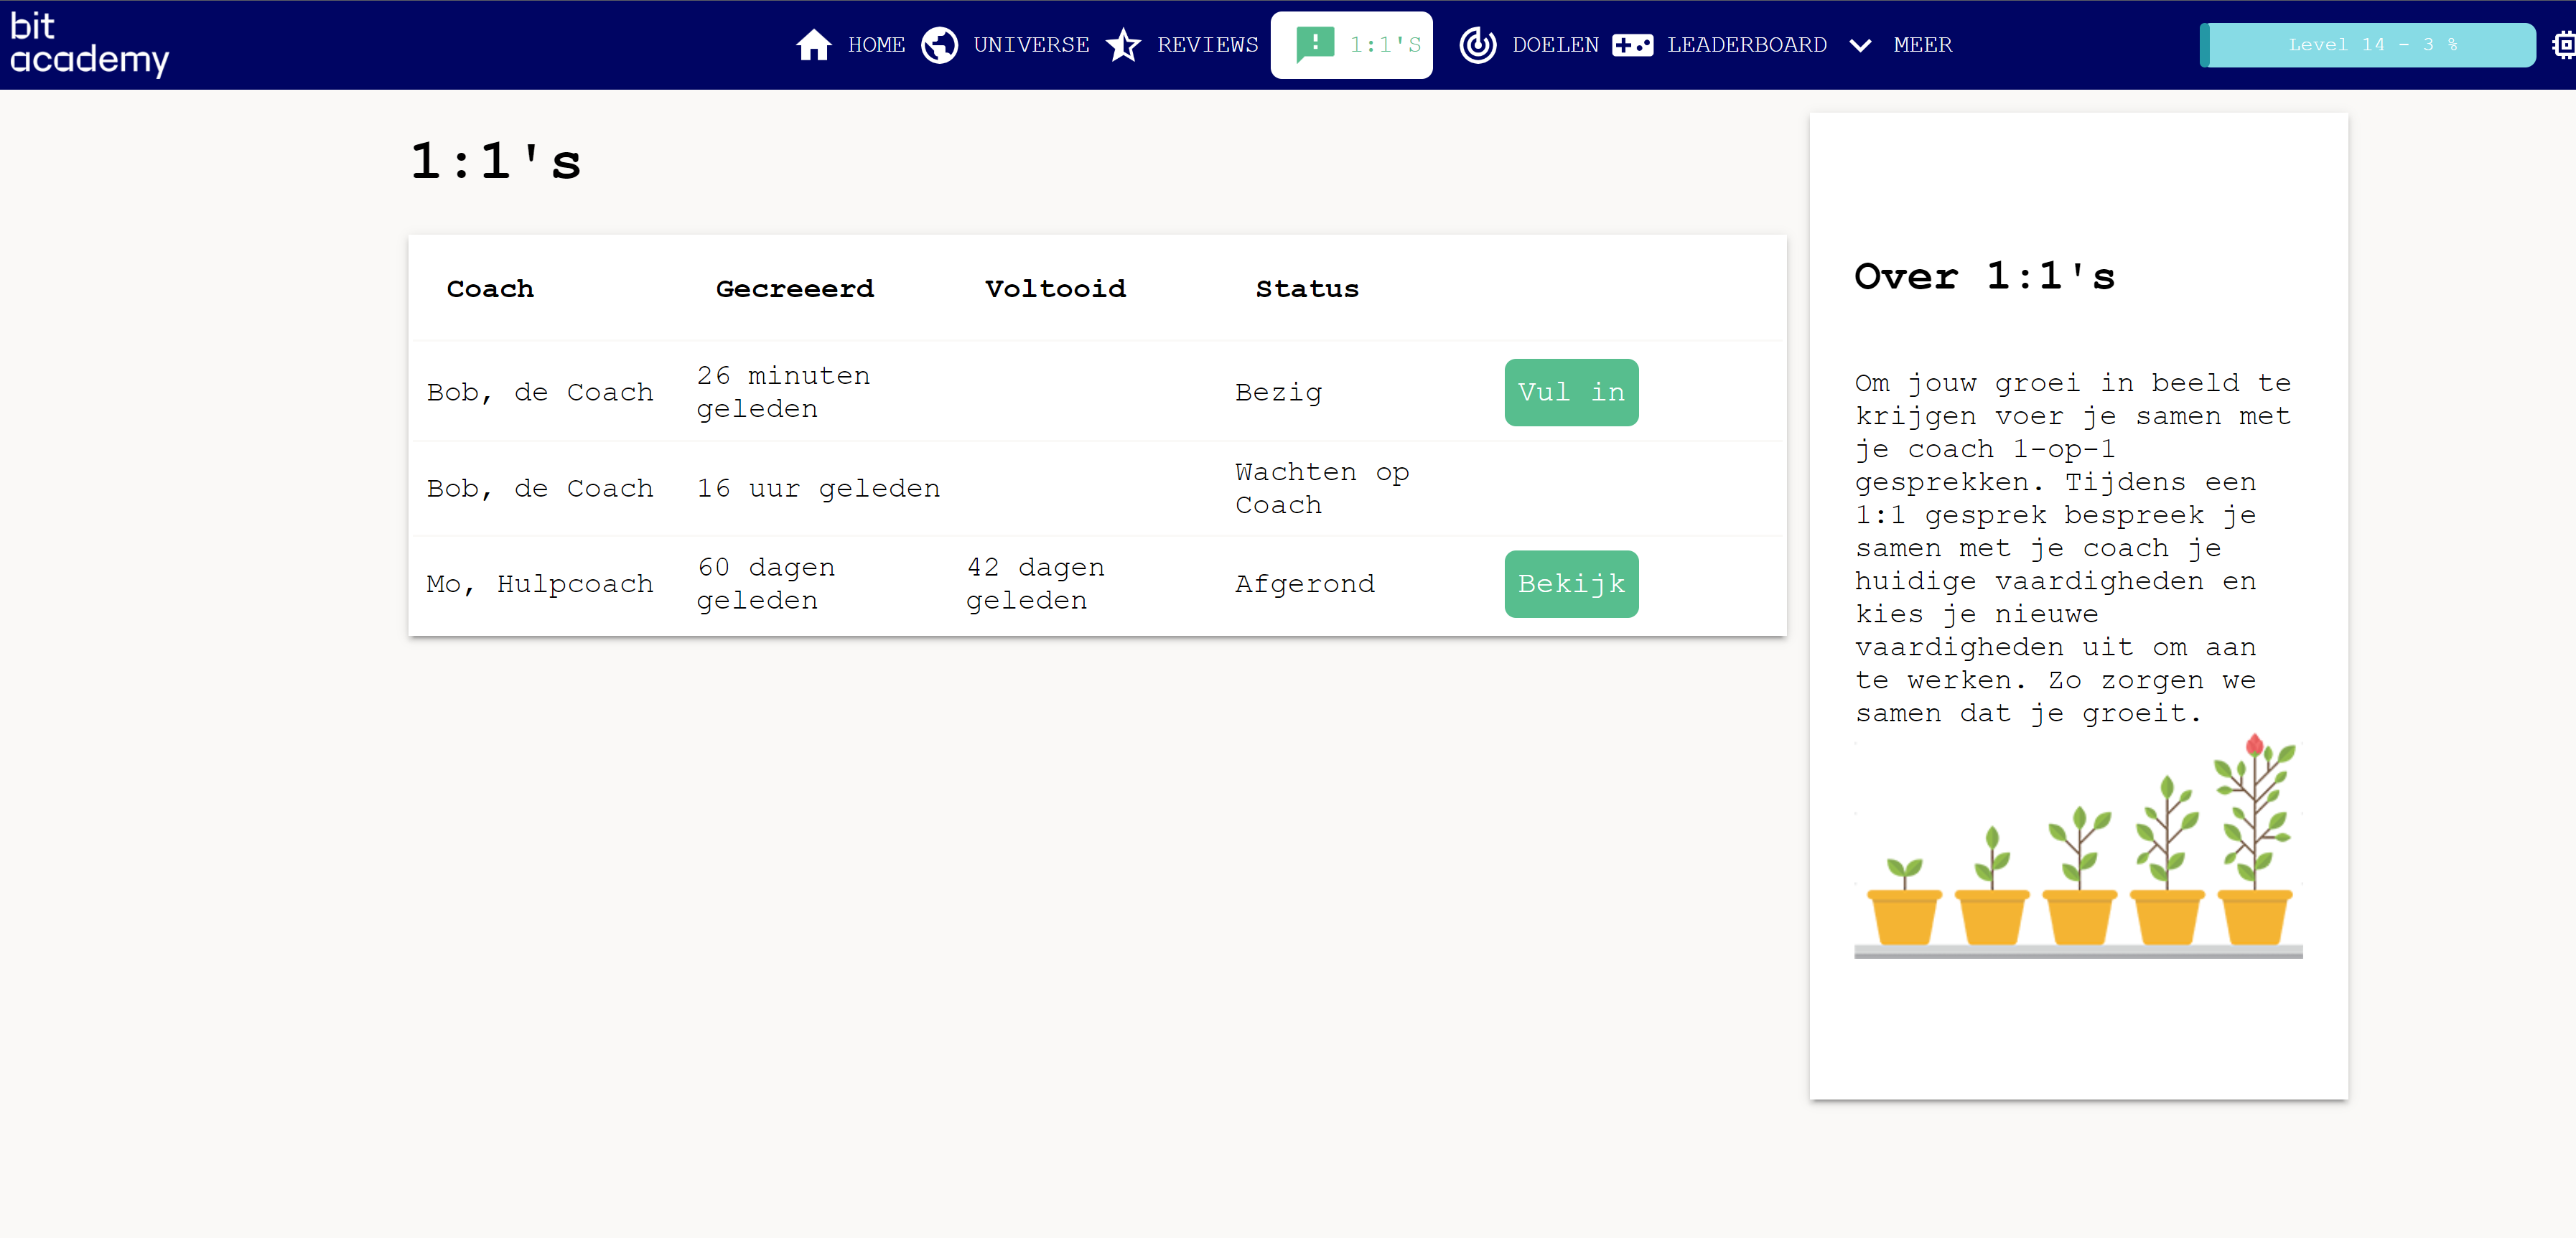 bit
academy
HOME UNIVERSE REVIEWS 1:1'S DOELEN LEADERBOARD MEER
Level 14 - 3 %
1:1's
Coach Gecreeerd Voltooid Status
Bob, de Coach 26 minuten geleden Bezig Vul in
Bob, de Coach 16 uur geleden Wachten op Coach
Mo, Hulpcoach 60 dagen geleden 42 dagen geleden Afgerond Bekijk
Over 1:1's
Om jouw groei in beeld te
krijgen voer je samen met
je coach 1-op-1
gesprekken. Tijdens een
1:1 gesprek bespreek je
samen met je coach je
huidige vaardigheden en
kies je nieuwe
vaardigheden uit om aan
te werken. Zo zorgen we
samen dat je groeit.